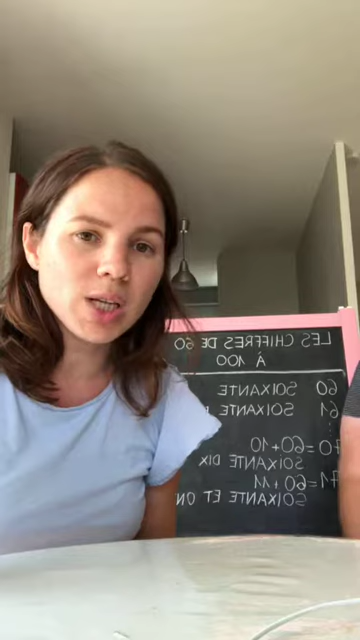 LES CHIFFRES DE 60
À 100
60 SOIXANTE
61 SOIXANTE
70=60+10
SOIXANTE DIX
71=60+11
SOIXANTE ET ON